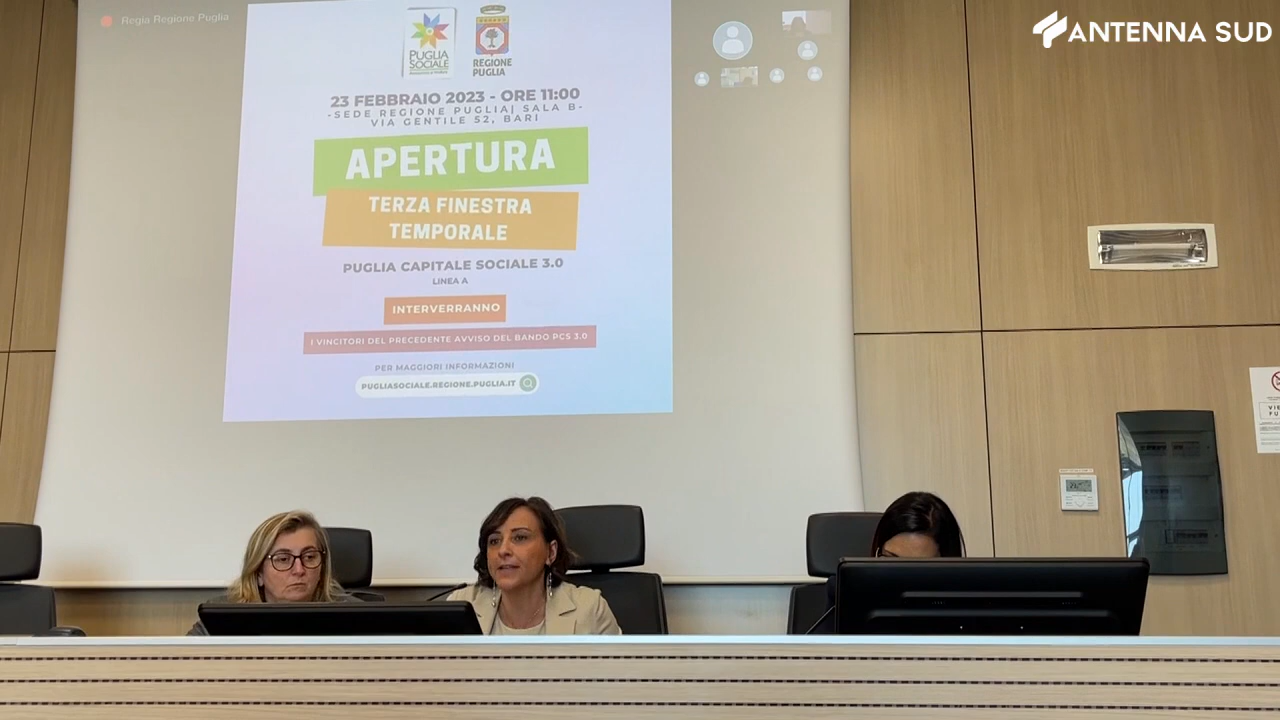 Regia Regione Puglia
ANTENNA SUD
PUGLIA
SOCIALE
REGIONE
PUGLIA
23 FEBBRAIO 2023 - ORE 11:00
-SEDE REGIONE PUGLIA| SALA B-
VIA GENTILE 52, BARI
APERTURA
TERZA FINESTRA
TEMPORALE
PUGLIA CAPITALE SOCIALE 3.0
LINEA A
INTERVERRANNO
I VINCITORI DEL PRECEDENTE AVVISO DEL BANDO PCS 3.0
PER MAGGIORI INFORMAZIONI
PUGLIASOCIALE.REGIONE.PUGLIA.IT